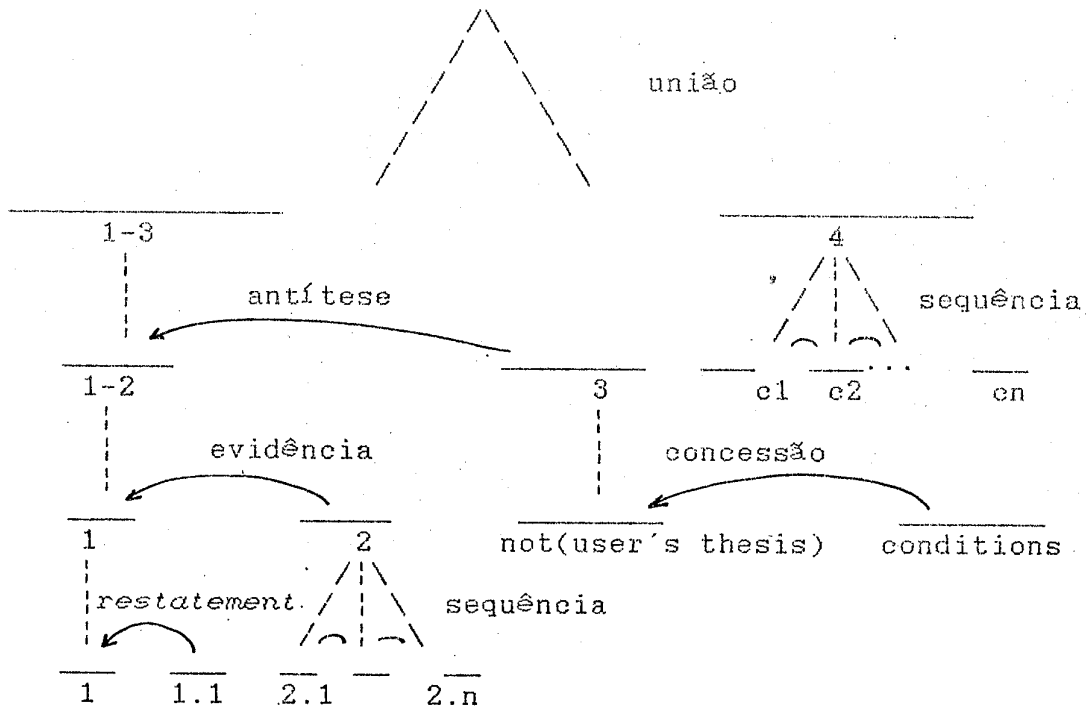 união
1-3 4
antítese sequência
1-2 3 c1 c2 ... cn
evidência concessão
1 2 not(user´s thesis) conditions
restatement sequência
1 1.1 2.1 2.n